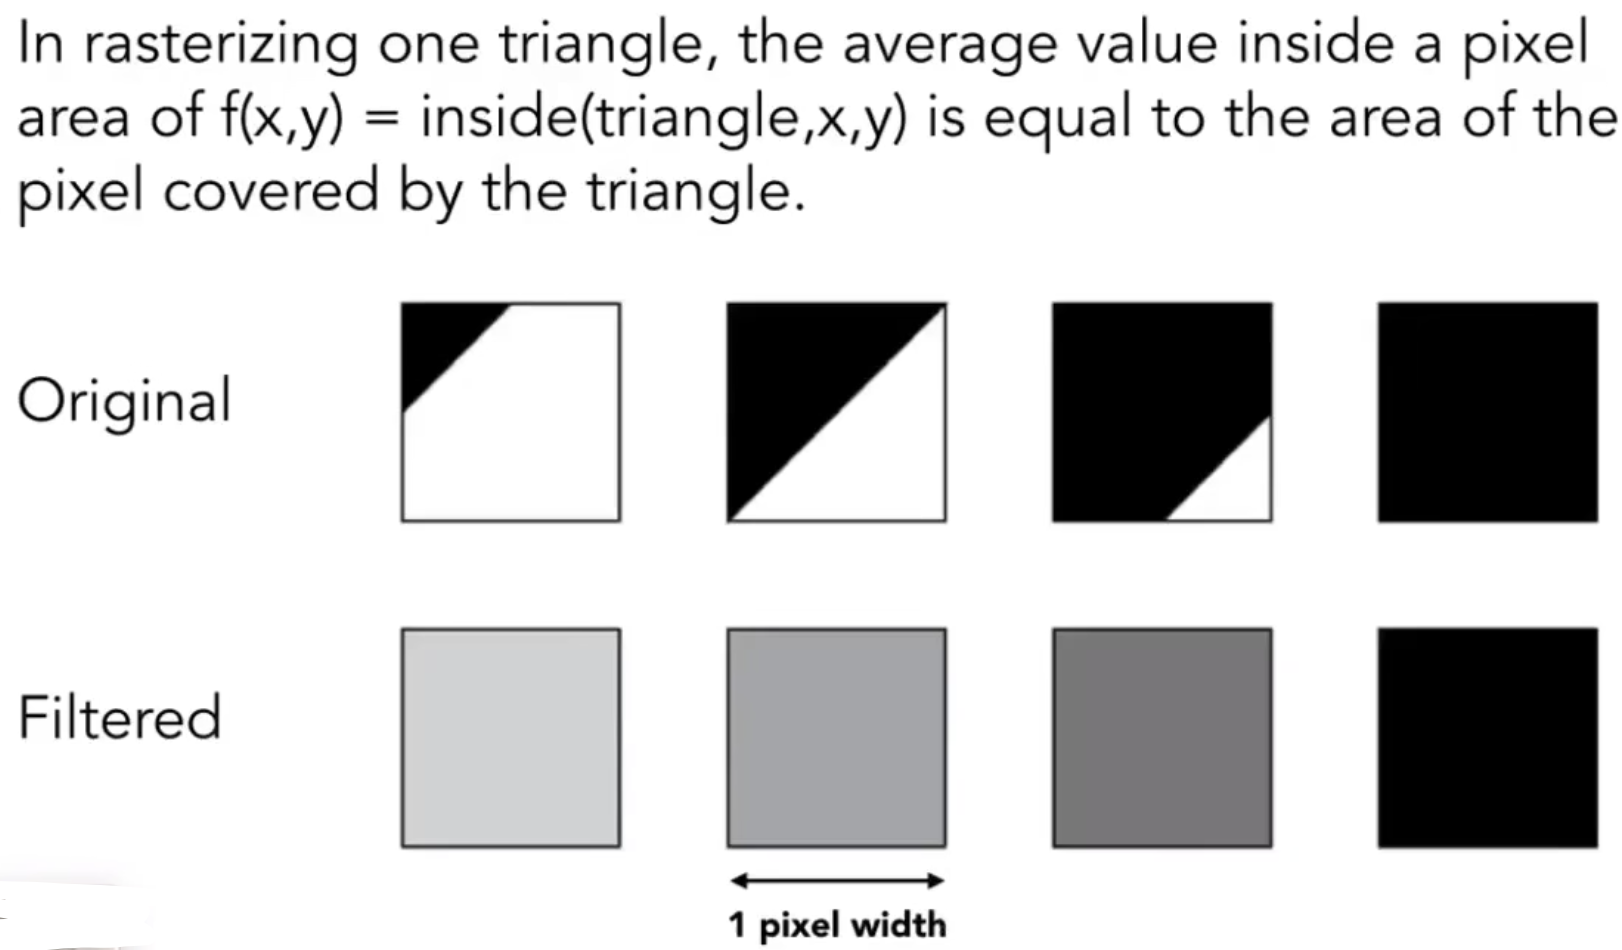 In rasterizing one triangle, the average value inside a pixel
area of f(x,y) = inside(triangle,x,y) is equal to the area of the
pixel covered by the triangle.
Original
Filtered
1 pixel width